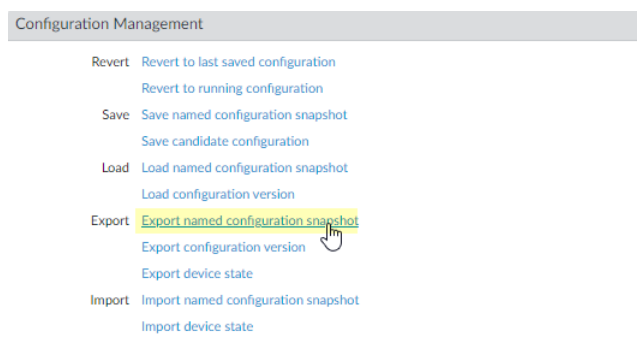 Configuration Management
Revert Revert to last saved configuration
Revert to running configuration
Save Save named configuration snapshot
Save candidate configuration
Load Load named configuration snapshot
Load configuration version
Export Export named configuration snapshot
Export configuration version
Export device state
Import Import named configuration snapshot
Import device state